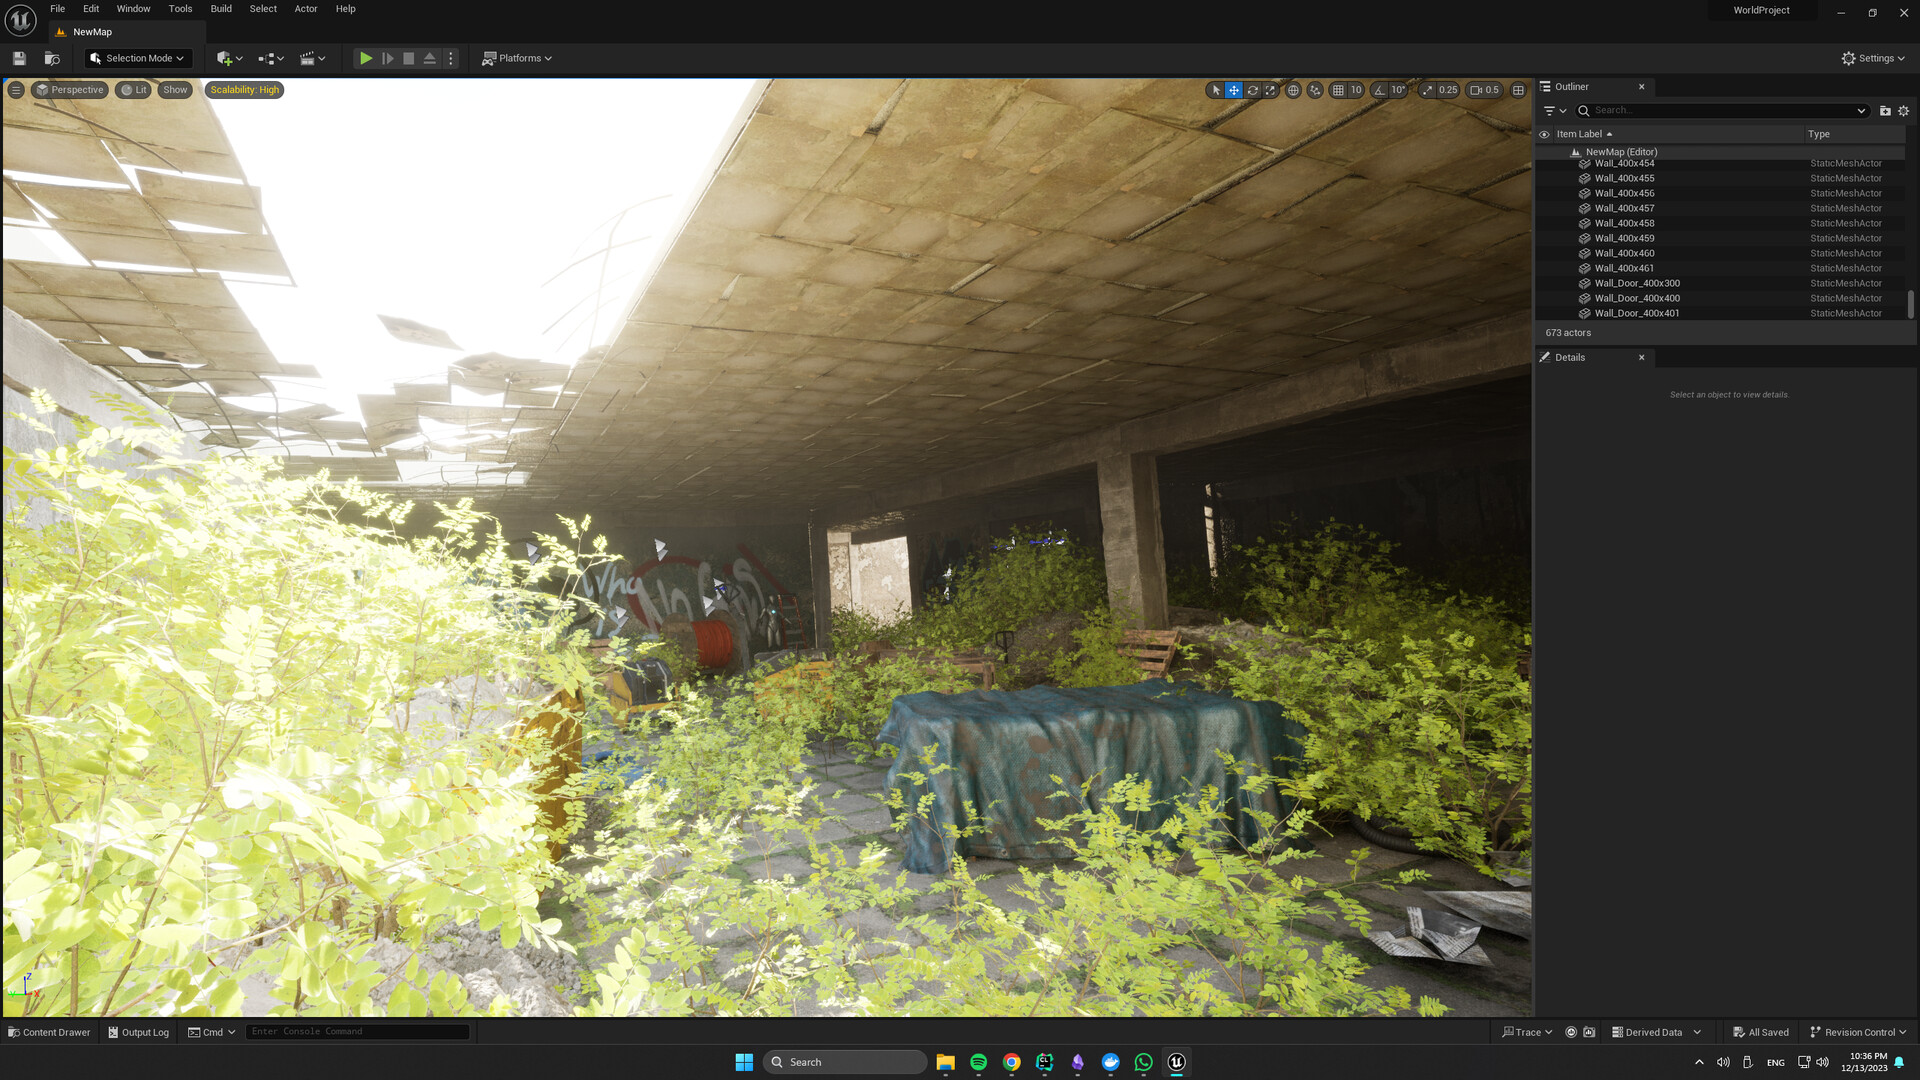 File Edit Window Tools Build Select Actor Help
WorldProject
NewMap
Selection Mode
Platforms
Settings
Perspective
Lit
Show
Scalability: High
10
10°
0.25
0.5
Outliner
Search...
Item Label
Type
NewMap (Editor)
Wall_400x454 StaticMeshActor
Wall_400x455 StaticMeshActor
Wall_400x456 StaticMeshActor
Wall_400x457 StaticMeshActor
Wall_400x458 StaticMeshActor
Wall_400x459 StaticMeshActor
Wall_400x460 StaticMeshActor
Wall_400x461 StaticMeshActor
Wall_Door_400x300 StaticMeshActor
Wall_Door_400x400 StaticMeshActor
Wall_Door_400x401 StaticMeshActor
673 actors
Details
Select an object to view details.
Who
Z
X
Content Drawer
Output Log
Cmd
Enter Console Command
Trace
Derived Data
All Saved
Revision Control
Search
CL
ENG
10:36 PM
12/13/2023